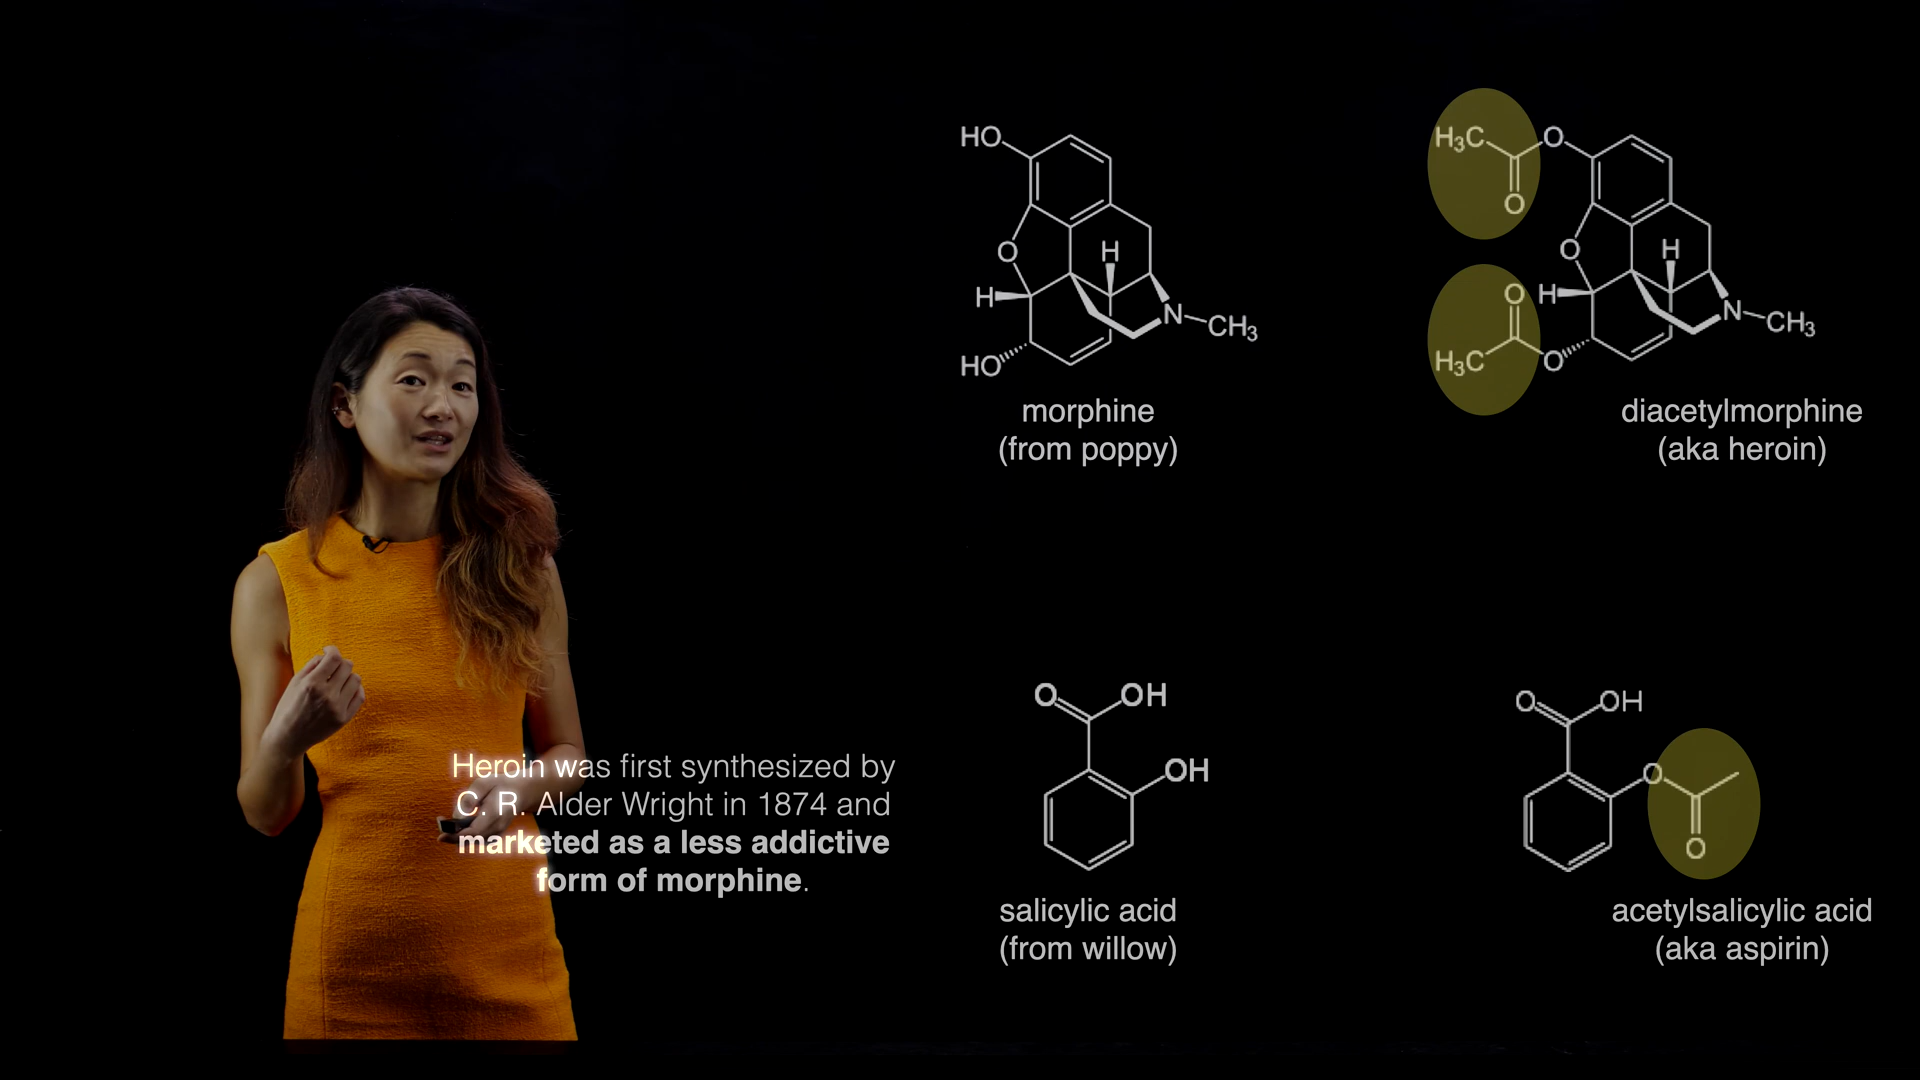 HO
O
H
H
N
CH3
HO
morphine
(from poppy)
H3C
O
O
O
H
O
H
N
CH3
H3C
O
diacetylmorphine
(aka heroin)
Heroin was first synthesized by
C. R. Alder Wright in 1874 and
marketed as a less addictive
form of morphine.
O
OH
OH
salicylic acid
(from willow)
O
OH
O
O
acetylsalicylic acid
(aka aspirin)